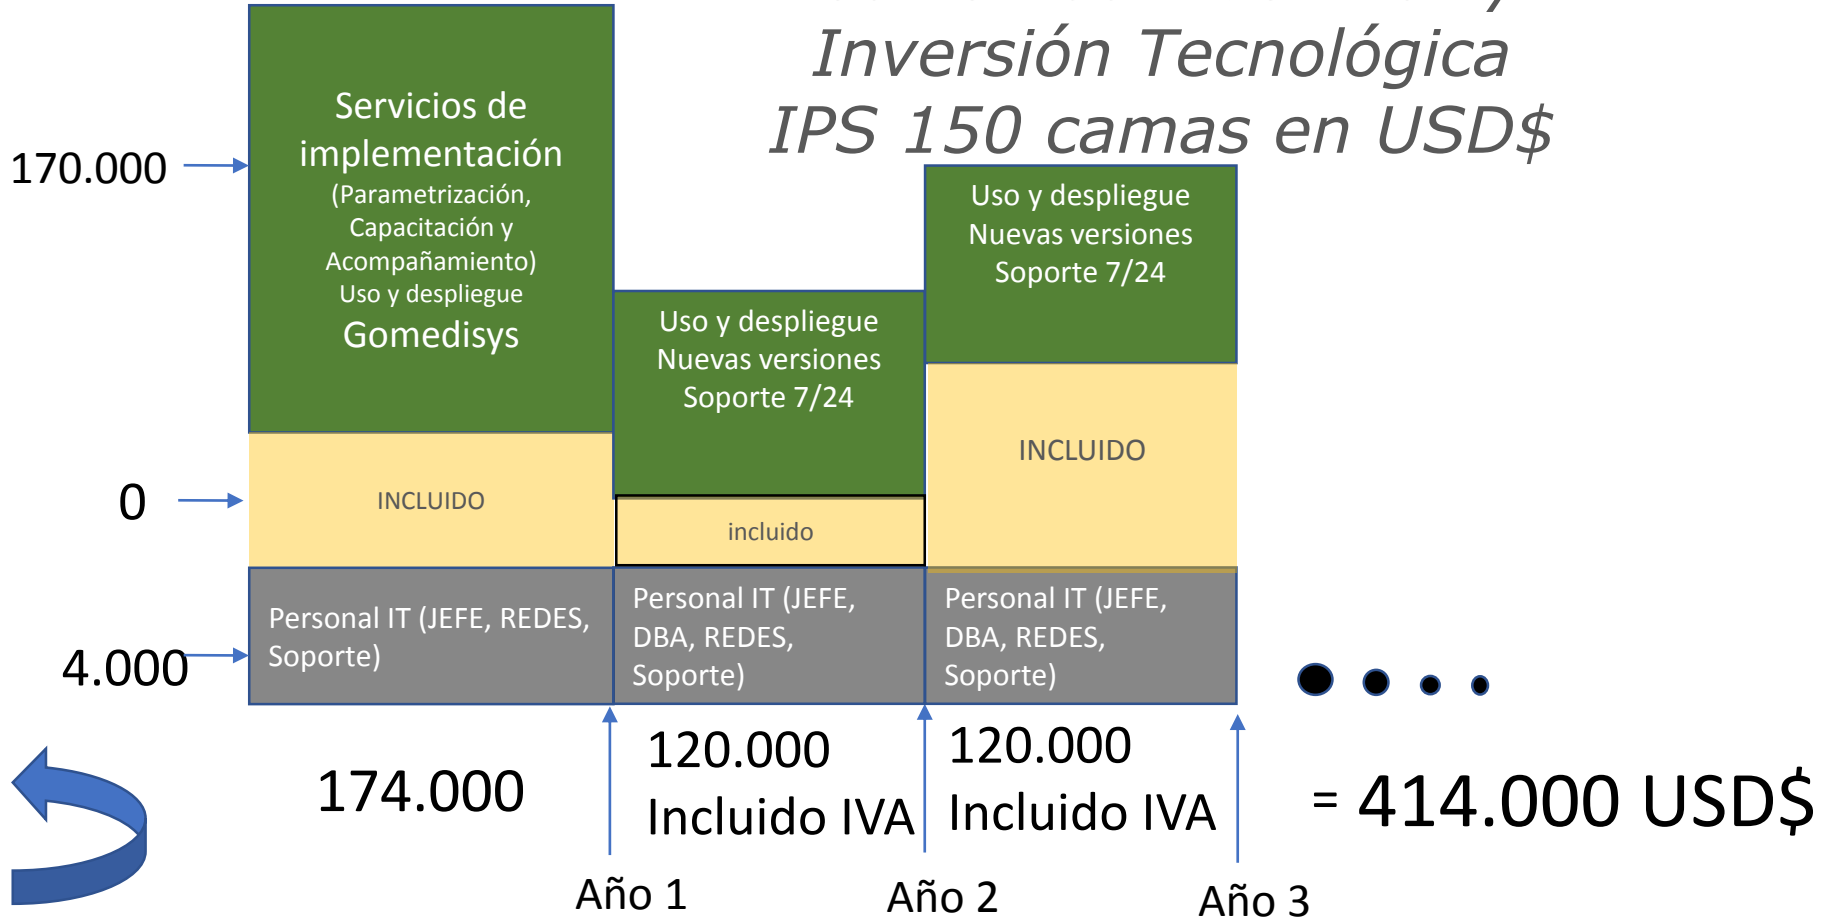 Inversión Tecnológica
IPS 150 camas en USD$
170.000
Servicios de
implementación
(Parametrización,
Capacitación y
Acompañamiento)
Uso y despliegue
Gomedisys
Uso y despliegue
Nuevas versiones
Soporte 7/24
Uso y despliegue
Nuevas versiones
Soporte 7/24
0
INCLUIDO
incluido
INCLUIDO
4.000
Personal IT (JEFE, REDES,
Soporte)
Personal IT (JEFE,
DBA, REDES,
Soporte)
Personal IT (JEFE,
DBA, REDES,
Soporte)
174.000
120.000
Incluido IVA
120.000
Incluido IVA
= 414.000 USD$
Año 1
Año 2
Año 3